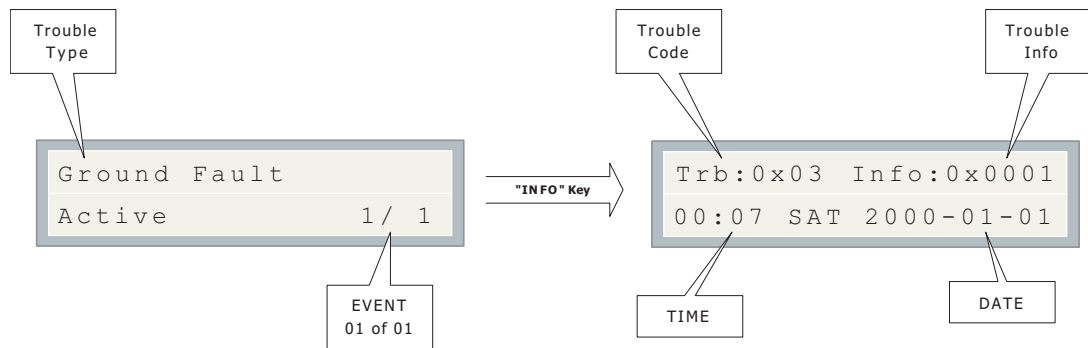 Trouble
Type
Trouble
Code
Trouble
Info
Ground Fault
Active 1/ 1
"INFO" Key
Trb:0x03 Info:0x0001
00:07 SAT 2000-01-01
EVENT
01 of 01
TIME
DATE